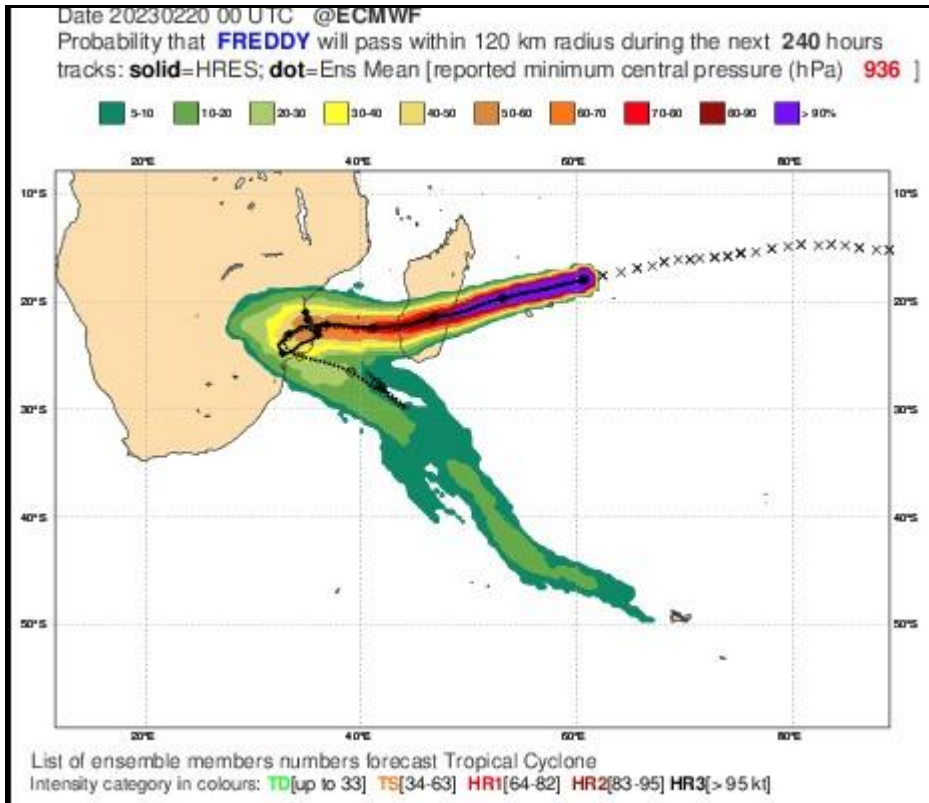 Date 20230220 00 UTC @ECMWF
Probability that FREDDY will pass within 120 km radius during the next 240 hours
tracks: solid=HRES; dot=Ens Mean [reported minimum central pressure (hPa) 936 ]
5-10 10-20 20-30 30-40 40-50 50-60 60-70 70-80 80-90 > 90%
20°E 40°E 60°E 80°E
10°S 10°S
20°S 20°S
30°S 30°S
40°S 40°S
50°S 50°S
20°E 40°E 60°E 80°E
List of ensemble members numbers forecast Tropical Cyclone
Intensity category in colours: TD[up to 33] TS[34-63] HR1[64-82] HR2[83-95] HR3[> 95 kt]